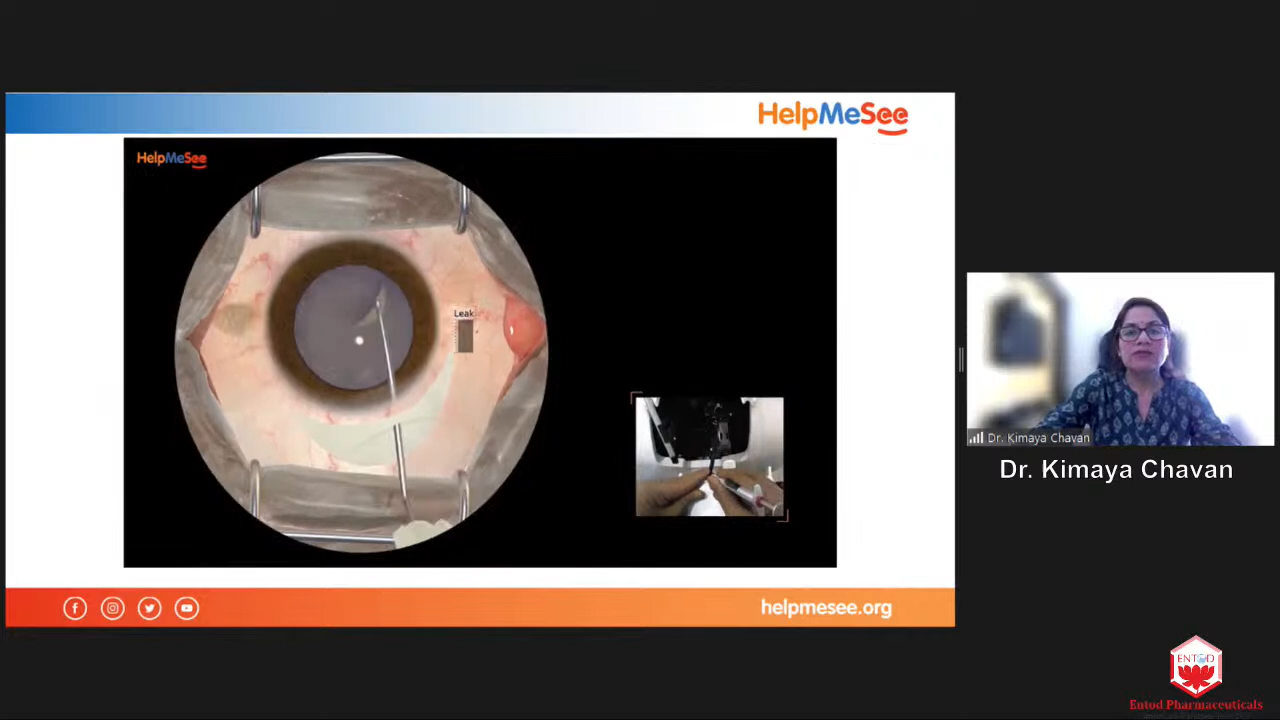 HelpMeSee
HelpMeSee
Leak
Dr. Kimaya Chavan
Dr. Kimaya Chavan
helpmesee.org
ENTOD
Entod Pharmaceuticals